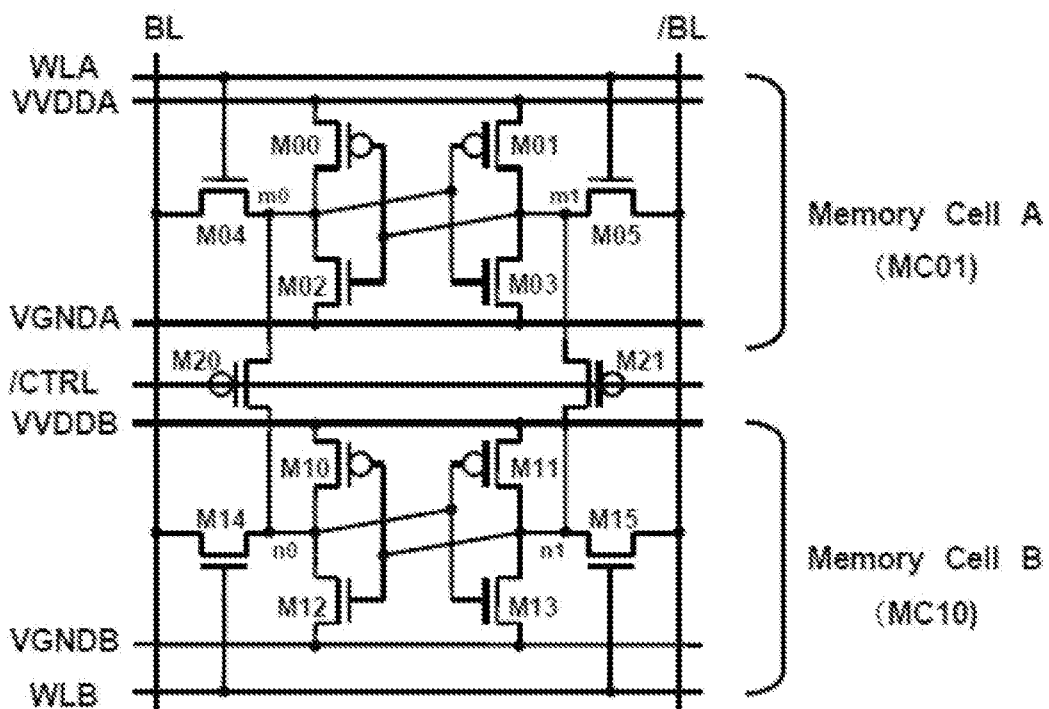 BL /BL
WLA
VVDDA
M00 M01
m0 m1
M04 M05
Memory Cell A
(MC01)
M02 M03
VGNDA
M20 M21
/CTRL
VVDDB
M10 M11
M14 M15
n0 n1
Memory Cell B
(MC10)
M12 M13
VGNDB
WLB